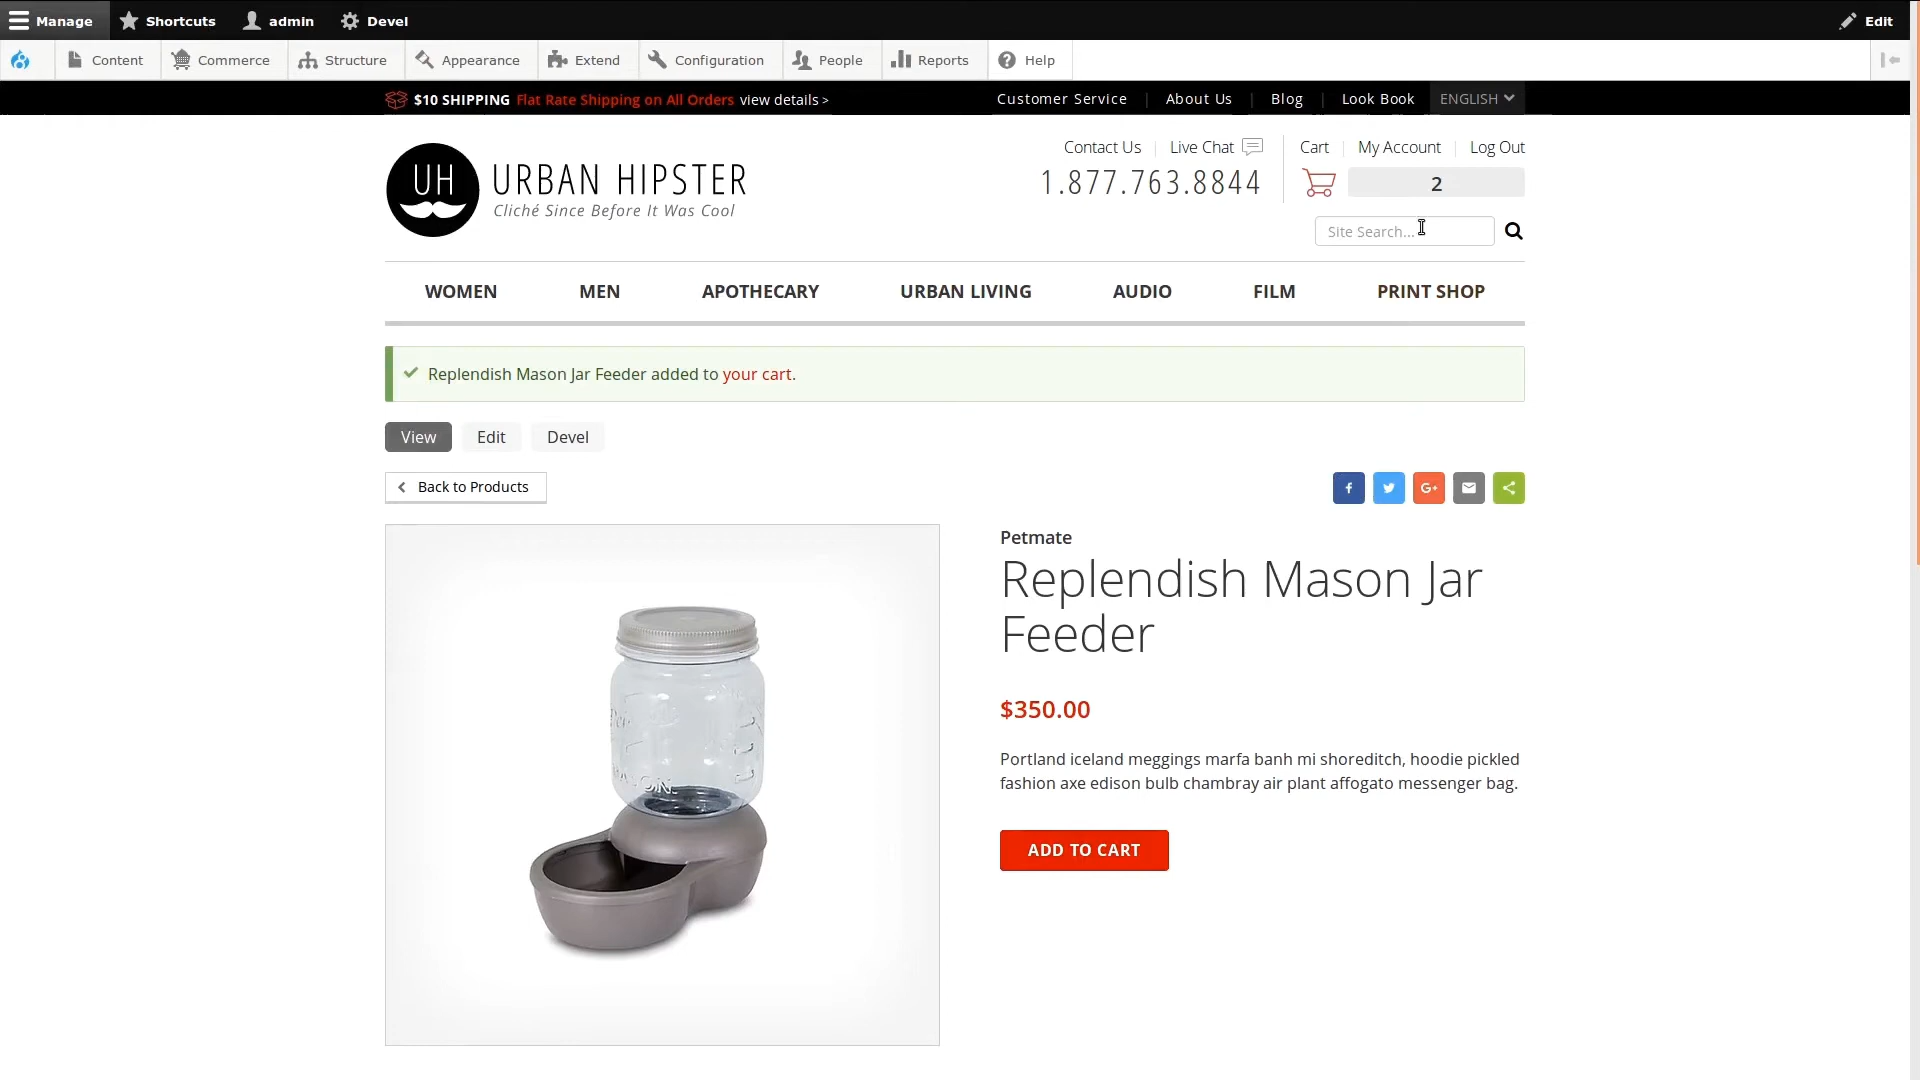 Manage Shortcuts admin Devel Edit
Content Commerce Structure Appearance Extend Configuration People Reports Help
$10 SHIPPING Flat Rate Shipping on All Orders view details >
Customer Service | About Us | Blog | Look Book ENGLISH
Contact Us Live Chat Cart My Account Log Out
UH URBAN HIPSTER
Cliché Since Before It Was Cool
1.877.763.8844
2
Site Search...
WOMEN MEN APOTHECARY URBAN LIVING AUDIO FILM PRINT SHOP
Replendish Mason Jar Feeder added to your cart.
View Edit Devel
Back to Products
Petmate
Replendish Mason Jar
Feeder
$350.00
Portland iceland meggings marfa banh mi shoreditch, hoodie pickled
fashion axe edison bulb chambray air plant affogato messenger bag.
ADD TO CART